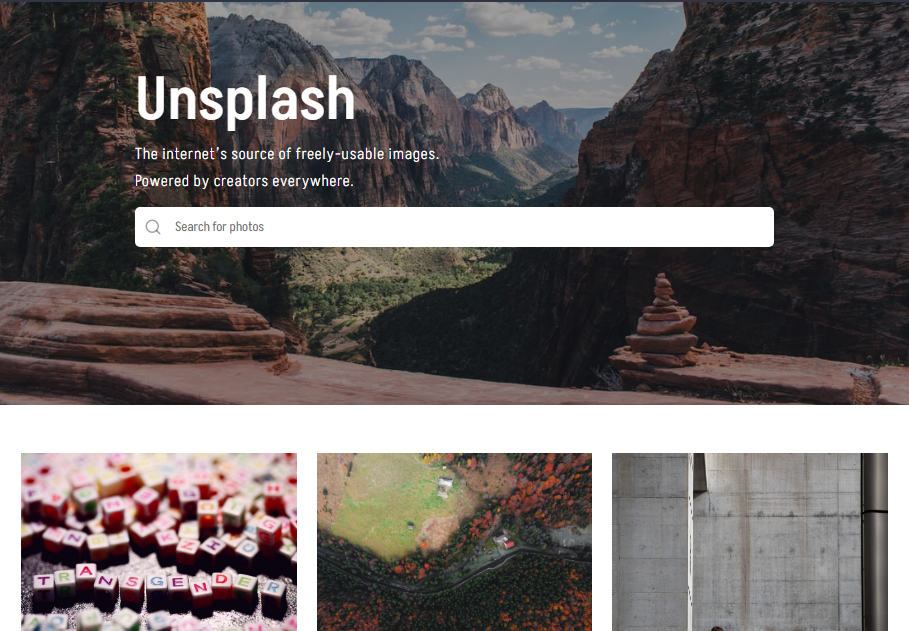 Unsplash
The internet’s source of freely-usable images.
Powered by creators everywhere.
Search for photos
TRANSGENDER